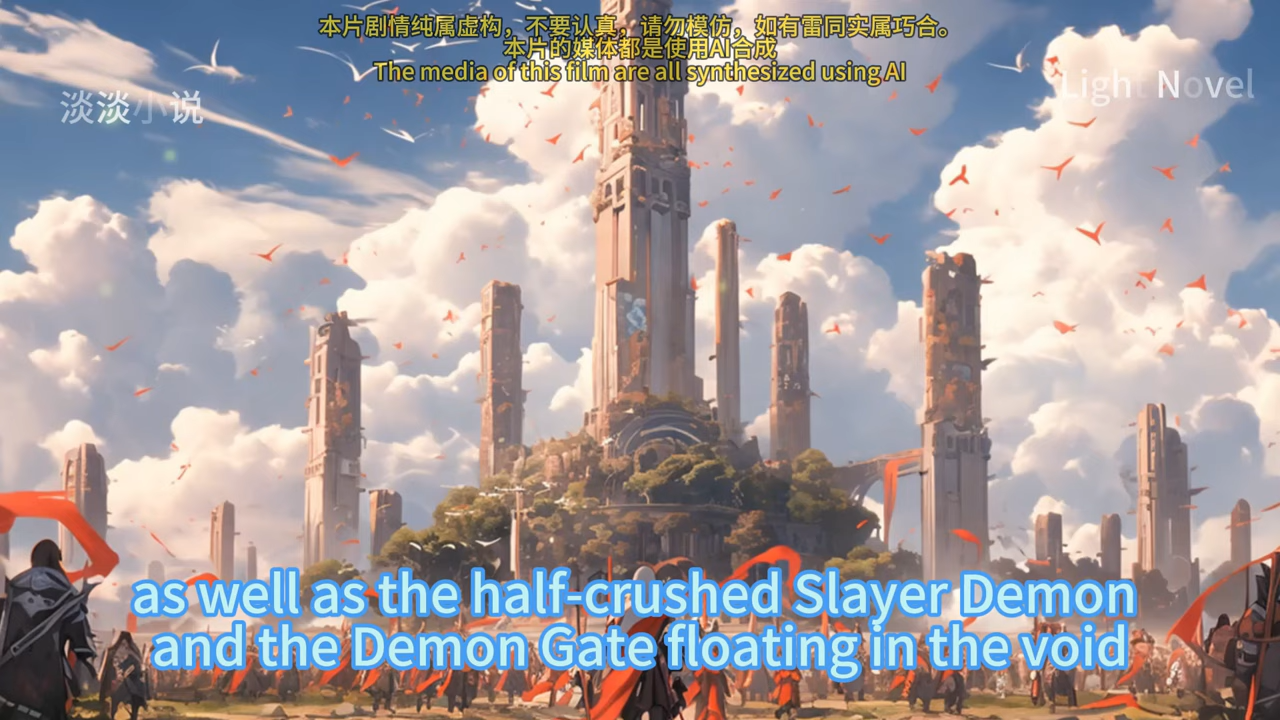 本片剧情纯属虚构，不要认真，请勿模仿，如有雷同实属巧合。
本片的媒体都是使用AI合成
The media of this film are all synthesized using AI
淡淡小说
Light Novel
as well as the half-crushed Slayer Demon
and the Demon Gate floating in the void